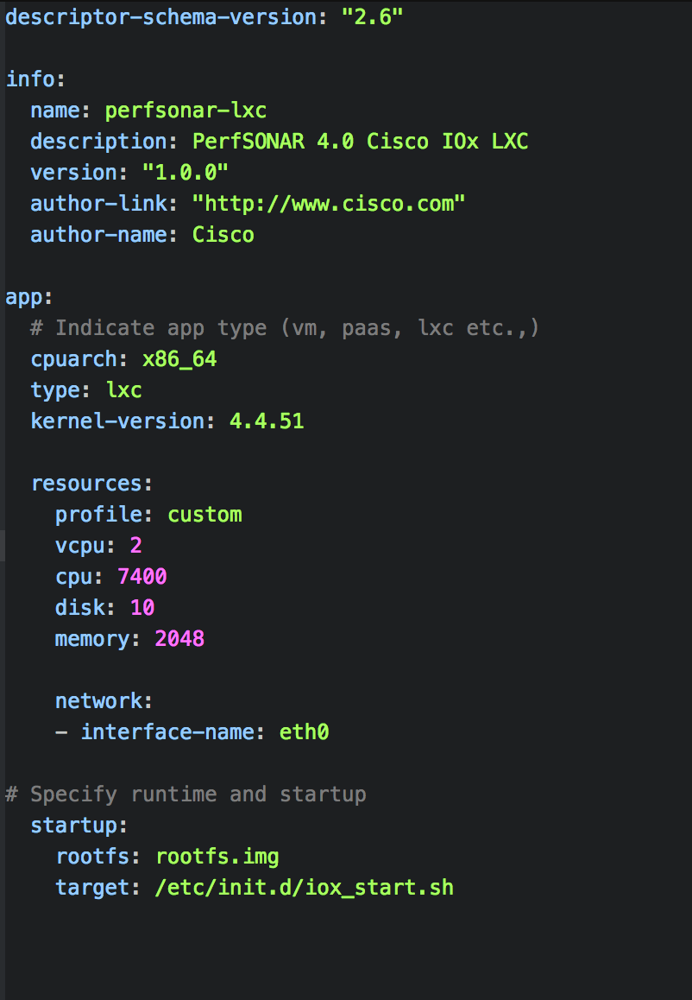 descriptor-schema-version: "2.6"
info:
  name: perfsonar-lxc
  description: PerfSONAR 4.0 Cisco IOx LXC
  version: "1.0.0"
  author-link: "http://www.cisco.com"
  author-name: Cisco
app:
  # Indicate app type (vm, paas, lxc etc.,)
  cpuarch: x86_64
  type: lxc
  kernel-version: 4.4.51
  resources:
    profile: custom
    vcpu: 2
    cpu: 7400
    disk: 10
    memory: 2048
    network:
    - interface-name: eth0
# Specify runtime and startup
  startup:
    rootfs: rootfs.img
    target: /etc/init.d/iox_start.sh